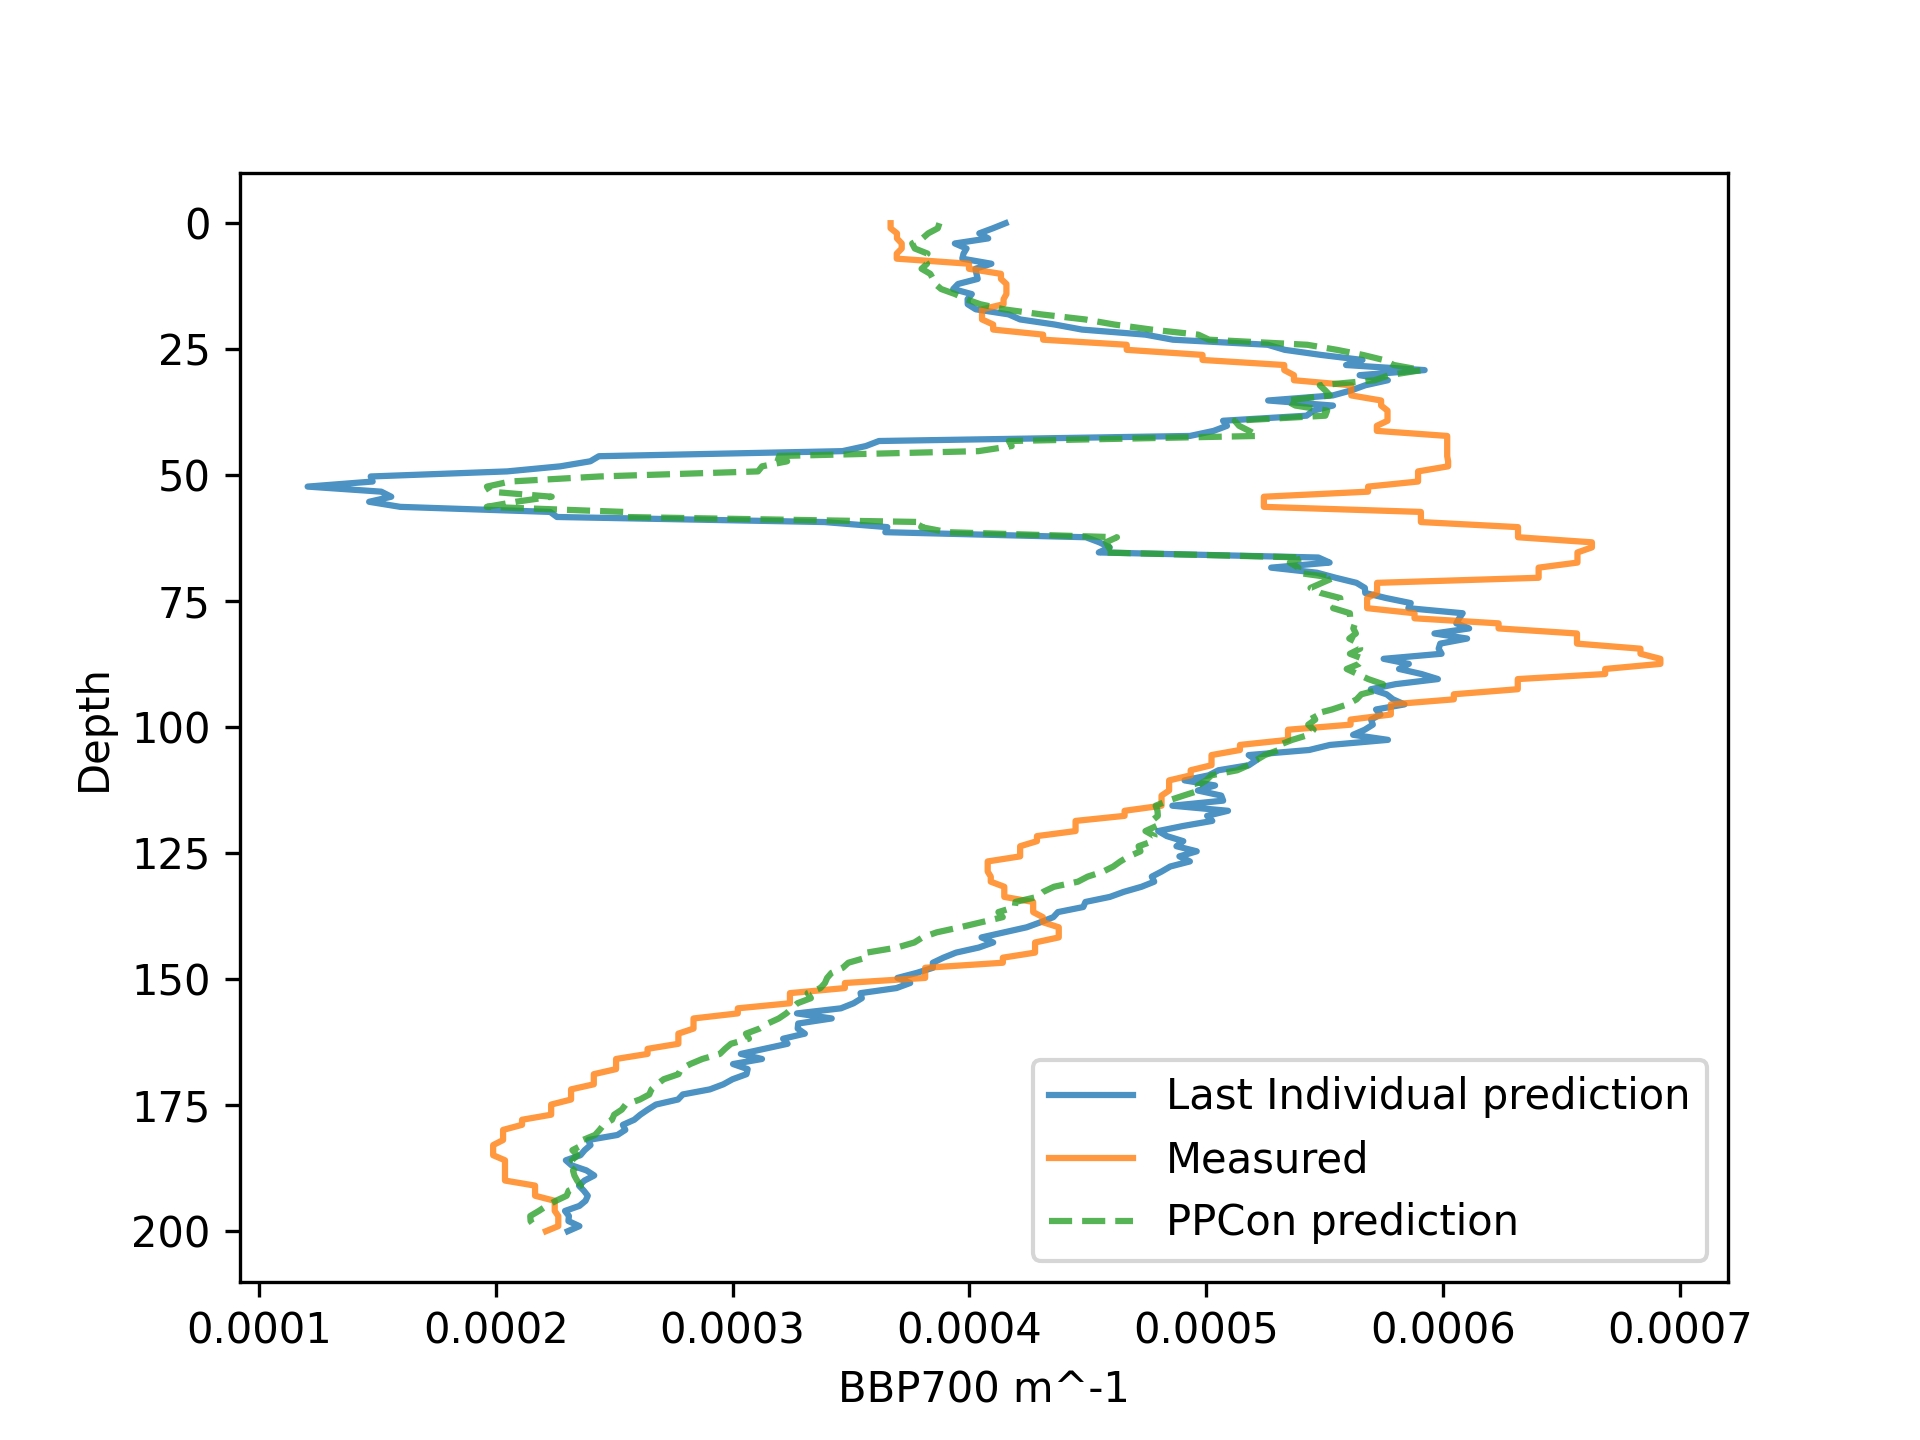 0
25
50
75
100
125
150
175
200
Depth
0.0001 0.0002 0.0003 0.0004 0.0005 0.0006 0.0007
BBP700 m^-1
Last Individual prediction
Measured
PPCon prediction